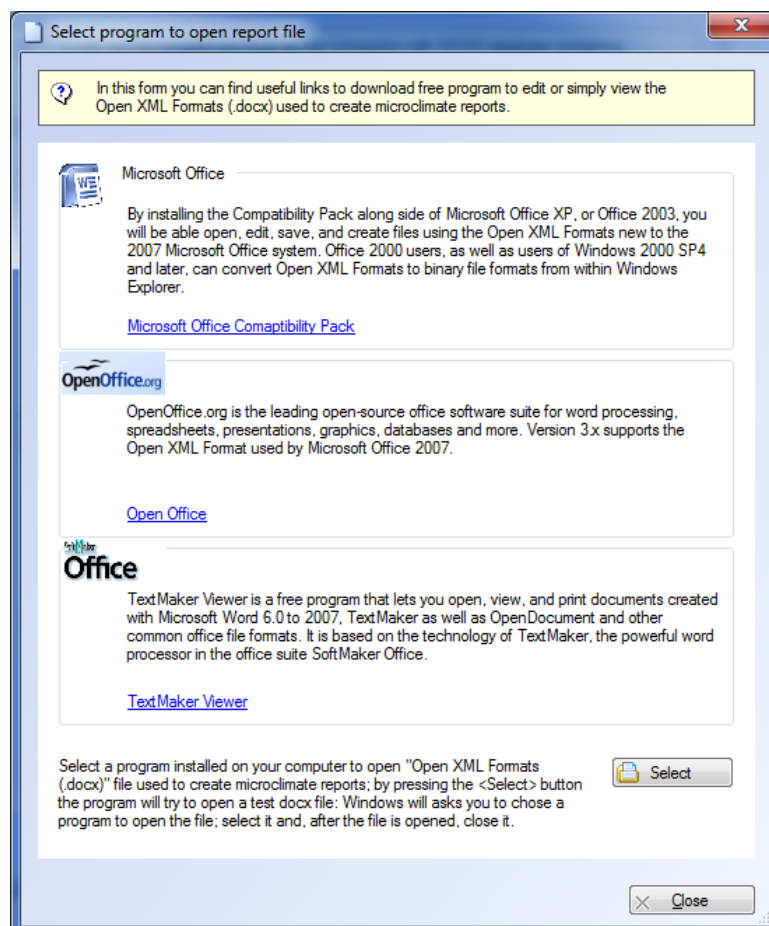 Select program to open report file
In this form you can find useful links to download free program to edit or simply view the
Open XML Formats (.docx) used to create microclimate reports.
Microsoft Office
By installing the Compatibility Pack along side of Microsoft Office XP, or Office 2003, you
will be able open, edit, save, and create files using the Open XML Formats new to the
2007 Microsoft Office system. Office 2000 users, as well as users of Windows 2000 SP4
and later, can convert Open XML Formats to binary file formats from within Windows
Explorer.
Microsoft Office Comaptibility Pack
OpenOffice.org
OpenOffice.org is the leading open-source office software suite for word processing,
spreadsheets, presentations, graphics, databases and more. Version 3.x supports the
Open XML Format used by Microsoft Office 2007.
Open Office
SoftMaker
Office
TextMaker Viewer is a free program that lets you open, view, and print documents created
with Microsoft Word 6.0 to 2007, TextMaker as well as OpenDocument and other
common office file formats. It is based on the technology of TextMaker, the powerful word
processor in the office suite SoftMaker Office.
TextMaker Viewer
Select a program installed on your computer to open "Open XML Formats
(.docx)" file used to create microclimate reports; by pressing the <Select> button
the program will try to open a test docx file: Windows will asks you to chose a
program to open the file; select it and, after the file is opened, close it.
Select
Close